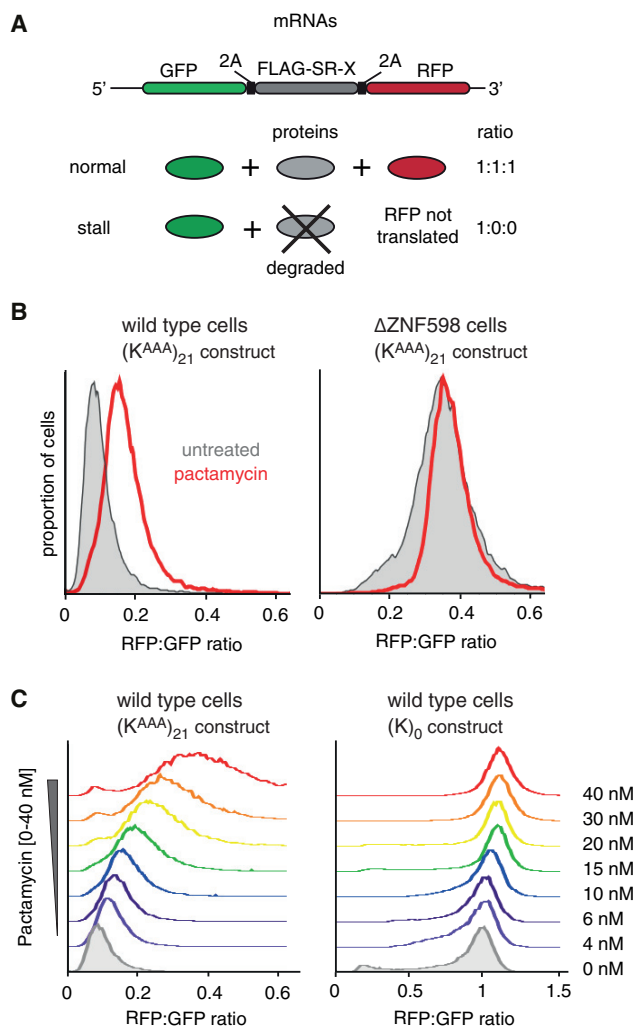 A
mRNAs
2A FLAG-SR-X 2A
GFP RFP
5’ 3’
proteins ratio
normal + + 1:1:1
stall + RFP not translated 1:0:0
degraded
B
wild type cells
(K^AAA)21 construct
ΔZNF598 cells
(K^AAA)21 construct
proportion of cells
untreated
pactamycin
0 0.2 0.4 0.6
RFP:GFP ratio
0 0.2 0.4 0.6
RFP:GFP ratio
C
wild type cells
(K^AAA)21 construct
wild type cells
(K)0 construct
Pactamycin [0-40 nM]
40 nM
30 nM
20 nM
15 nM
10 nM
6 nM
4 nM
0 nM
0 0.2 0.4 0.6
RFP:GFP ratio
0 0.5 1 1.5
RFP:GFP ratio